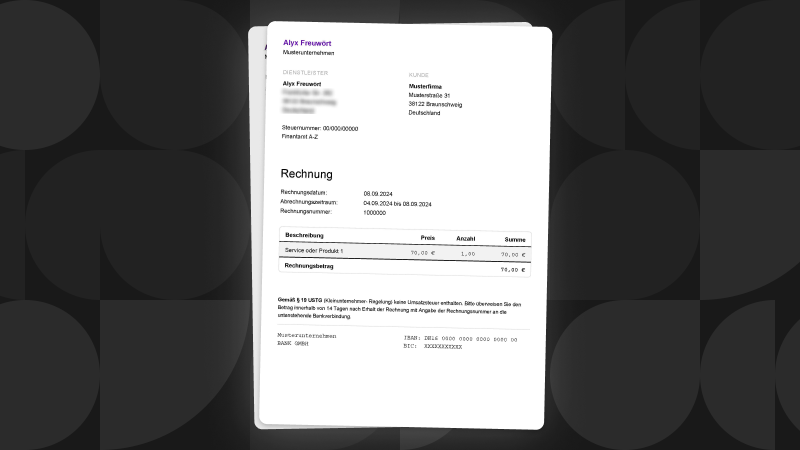 Alyx Freuwört
Musterunternehmen
DIENSTLEISTER
Alyx Freuwört
Steuernummer: 00/000/00000
Finanzamt A-Z
KUNDE
Musterfirma
Musterstraße 31
38122 Braunschweig
Deutschland
Rechnung
Rechnungsdatum: 08.09.2024
Abrechnungszeitraum: 04.09.2024 bis 08.09.2024
Rechnungsnummer: 1000000
Beschreibung Preis Anzahl Summe
Service oder Produkt 1 70,00 € 1,00 70,00 €
Rechnungsbetrag 70,00 €
Gemäß § 19 USTG (Kleinunternehmer- Regelung) keine Umsatzsteuer enthalten. Bitte überweisen Sie den
Betrag innerhalb von 14 Tagen nach Erhalt der Rechnung mit Angabe der Rechnungsnummer an die
untenstehende Bankverbindung.
Musterunternehmen
BANK GMBH
IBAN: DE16 0000 0000 0000 0000 00
BIC: XXXXXXXXXXX